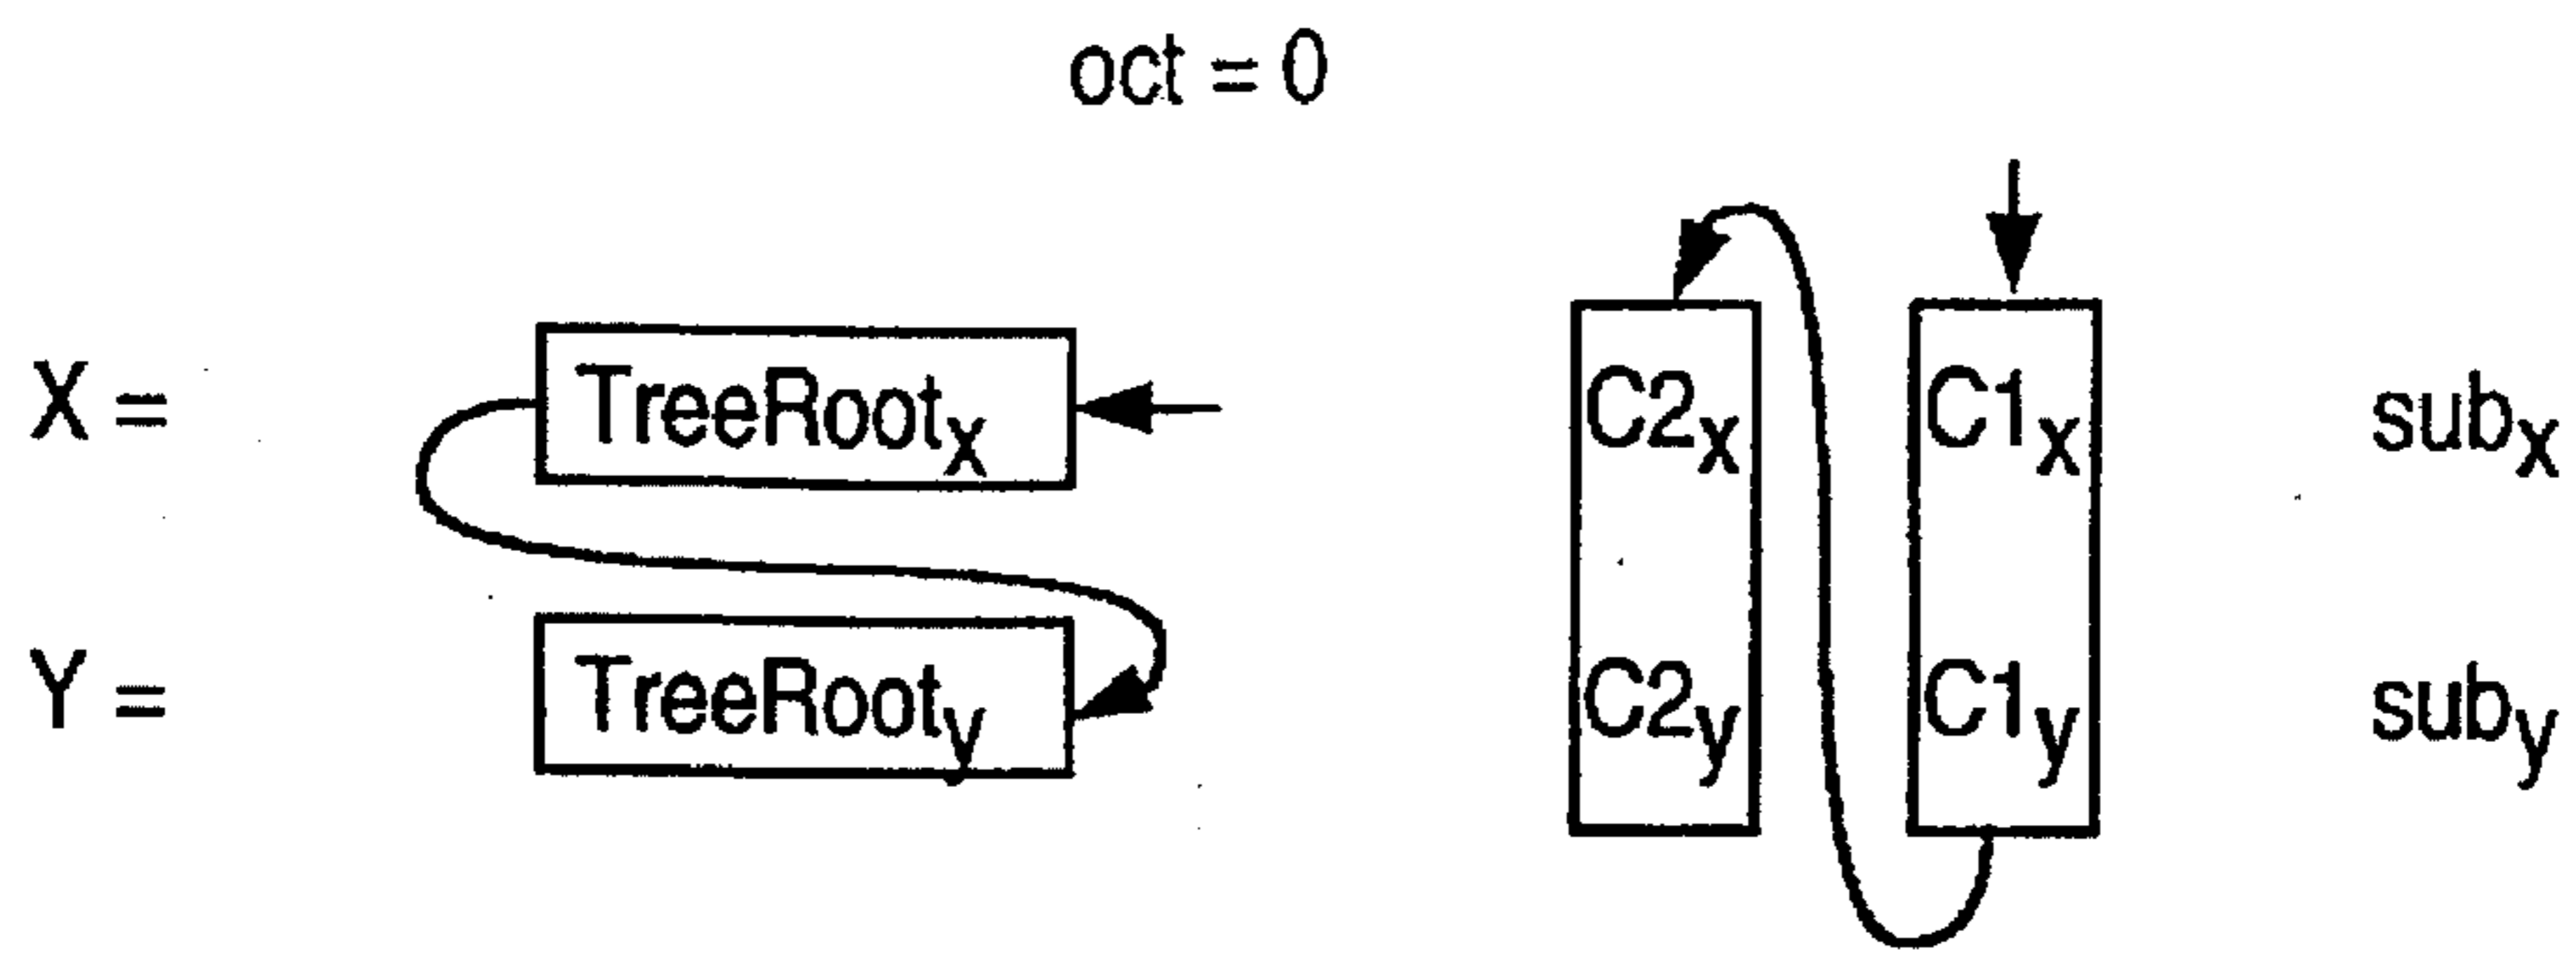 oct = 0
X = TreeRootx C2x C1x subx
Y = TreeRooty C2y C1y suby